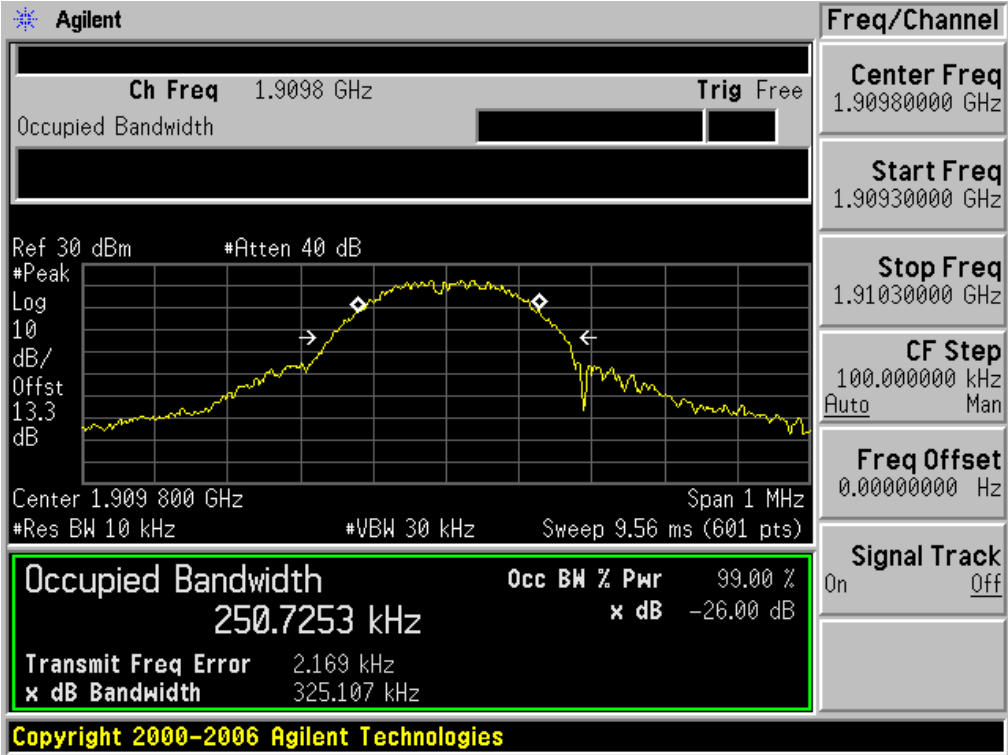 Agilent
Freq/Channel
Ch Freq 1.9098 GHz Trig Free
Occupied Bandwidth
Center Freq
1.90980000 GHz
Start Freq
1.90930000 GHz
Stop Freq
1.91030000 GHz
CF Step
100.000000 kHz
Auto Man
Freq Offset
0.00000000 Hz
Signal Track
On Off
Ref 30 dBm #Atten 40 dB
#Peak
Log
10
dB/
Offst
13.3
dB
Center 1.909 800 GHz Span 1 MHz
#Res BW 10 kHz #VBW 30 kHz Sweep 9.56 ms (601 pts)
Occupied Bandwidth
250.7253 kHz
Occ BW % Pwr 99.00 %
x dB -26.00 dB
Transmit Freq Error 2.169 kHz
x dB Bandwidth 325.107 kHz
Copyright 2000-2006 Agilent Technologies